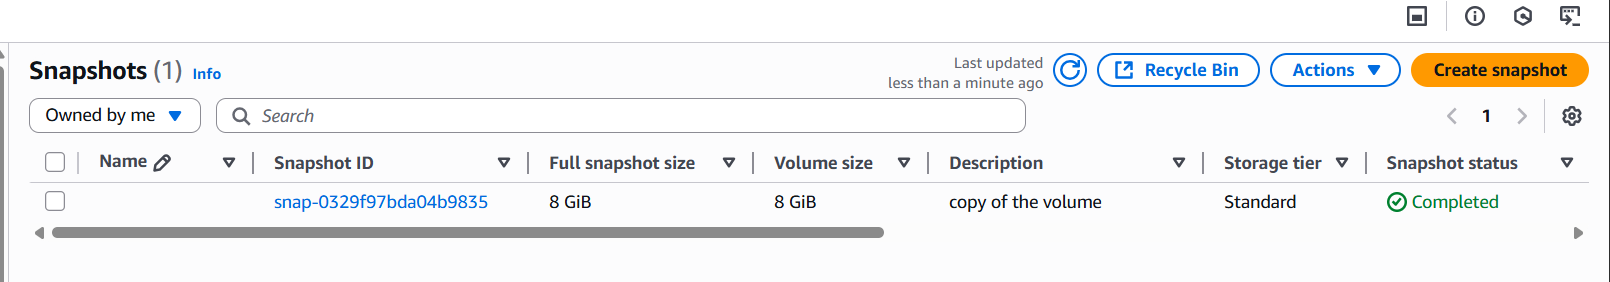 Snapshots (1) Info
Last updated
less than a minute ago
Recycle Bin
Actions
Create snapshot
Owned by me
Search
1
Name Snapshot ID Full snapshot size Volume size Description Storage tier Snapshot status
snap-0329f97bda04b9835 8 GiB 8 GiB copy of the volume Standard Completed